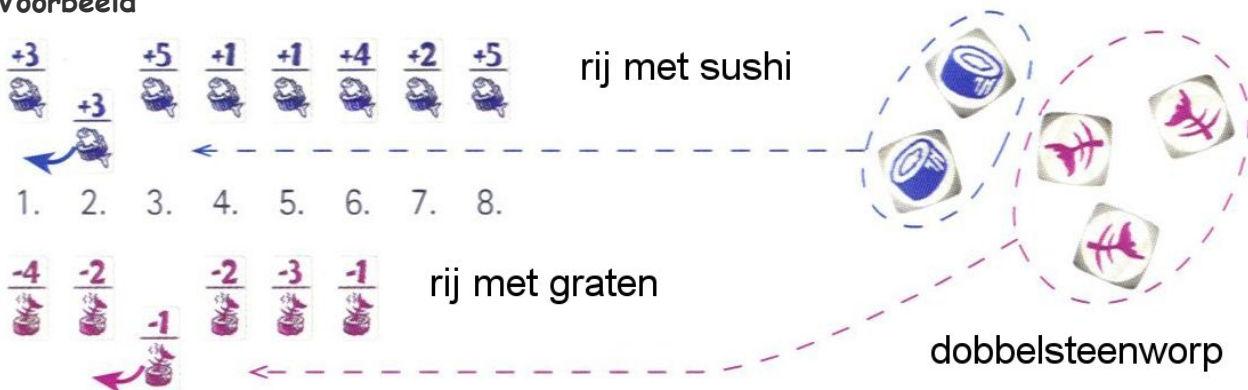 Voorbeeld
+3 +5 +1 +1 +4 +2 +5
rij met sushi
+3
1. 2. 3. 4. 5. 6. 7. 8.
-4 -2 -2 -3 -1
rij met graten
-1
dobbelsteenworp